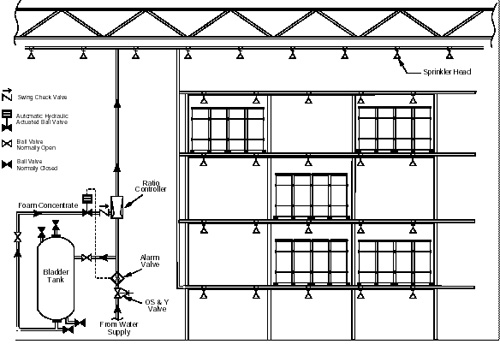 Sprinkler Head
Swing Check Valve
Automatic Hydraulic
Actuated Ball Valve
Ball Valve
Normally Open
Ball Valve
Normally Closed
Ratio
Controller
Foam Concentrate
Alarm
Valve
Bladder
Tank
OS & Y
Valve
From Water
Supply